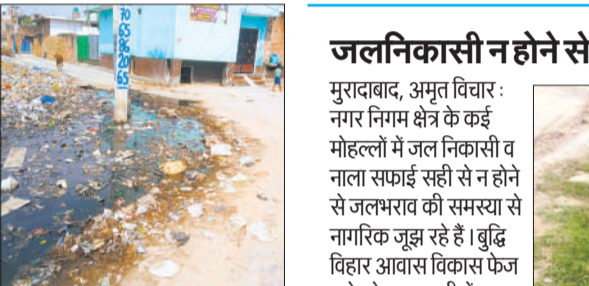 जलनिकासी न होने से
मुरादाबाद, अमृत विचार :
नगर निगम क्षेत्र के कई
मोहल्लों में जल निकासी व
नाला सफाई सही से न होने
से जलभराव की समस्या से
नागरिक जूझ रहे हैं। बुद्धि
विहार आवास विकास फेज